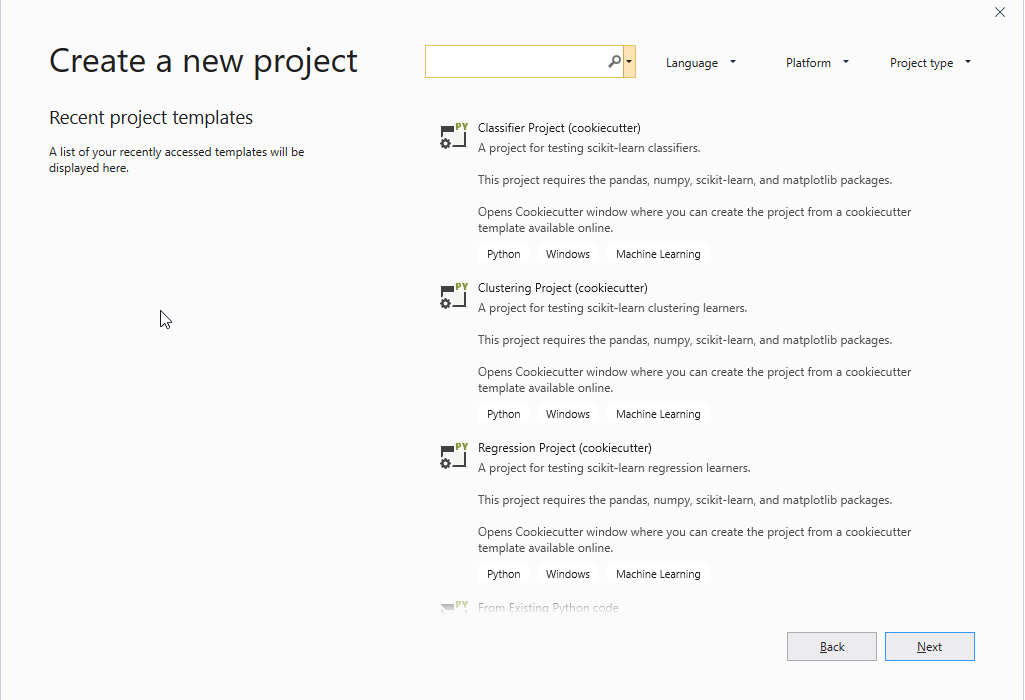 Create a new project
Language
Platform
Project type
Recent project templates
A list of your recently accessed templates will be
displayed here.
PY
Classifier Project (cookiecutter)
A project for testing scikit-learn classifiers.
This project requires the pandas, numpy, scikit-learn, and matplotlib packages.
Opens Cookiecutter window where you can create the project from a cookiecutter
template available online.
Python Windows Machine Learning
PY
Clustering Project (cookiecutter)
A project for testing scikit-learn clustering learners.
This project requires the pandas, numpy, scikit-learn, and matplotlib packages.
Opens Cookiecutter window where you can create the project from a cookiecutter
template available online.
Python Windows Machine Learning
PY
Regression Project (cookiecutter)
A project for testing scikit-learn regression learners.
This project requires the pandas, numpy, scikit-learn, and matplotlib packages.
Opens Cookiecutter window where you can create the project from a cookiecutter
template available online.
Python Windows Machine Learning
PY
From Existing Python code
Back
Next